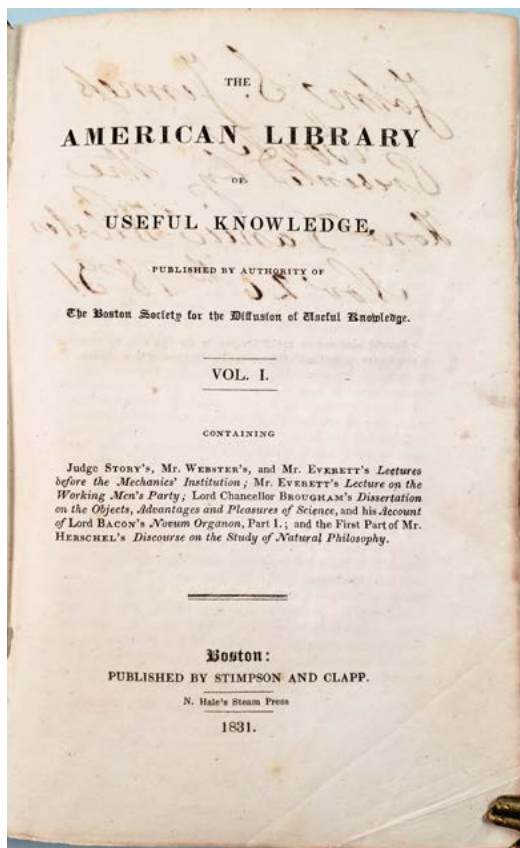 THE
AMERICAN LIBRARY
OF
USEFUL KNOWLEDGE,
PUBLISHED BY AUTHORITY OF
The Boston Society for the Diffusion of Useful Knowledge.
VOL. I.
CONTAINING
Judge STORY'S, Mr. WEBSTER'S, and Mr. EVERETT'S Lectures
before the Mechanics' Institution; Mr. EVERETT'S Lecture on the
Working Men's Party; Lord Chancellor BROUGHAM'S Dissertation
on the Objects, Advantages and Pleasures of Science, and his Account
of Lord BACON'S Novum Organon, Part I.; and the First Part of Mr.
HERSCHEL'S Discourse on the Study of Natural Philosophy.
Boston:
PUBLISHED BY STIMPSON AND CLAPP.
N. Hale's Steam Press
1831.